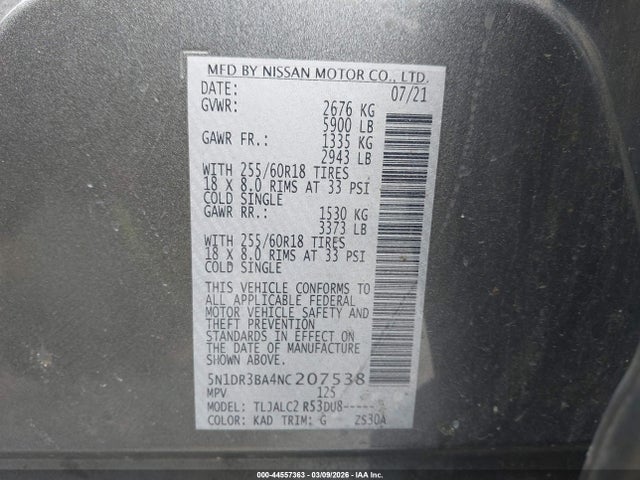 MFD BY NISSAN MOTOR CO., LTD.
DATE: 07/21
GVWR: 2676 KG
5900 LB
GAWR FR.: 1335 KG
2943 LB
WITH 255/60R18 TIRES
18 X 8.0 RIMS AT 33 PSI
COLD SINGLE
GAWR RR.: 1530 KG
3373 LB
WITH 255/60R18 TIRES
18 X 8.0 RIMS AT 33 PSI
COLD SINGLE
THIS VEHICLE CONFORMS TO
ALL APPLICABLE FEDERAL
MOTOR VEHICLE SAFETY AND
THEFT PREVENTION
STANDARDS IN EFFECT ON
THE DATE OF MANUFACTURE
SHOWN ABOVE.
5N1DR3BA4NC207538
MPV 125
MODEL: TLJALC2 R53DU8-----
COLOR: KAD TRIM: G ZS30A
000-44557363 - 03/09/2026 - IAA Inc.